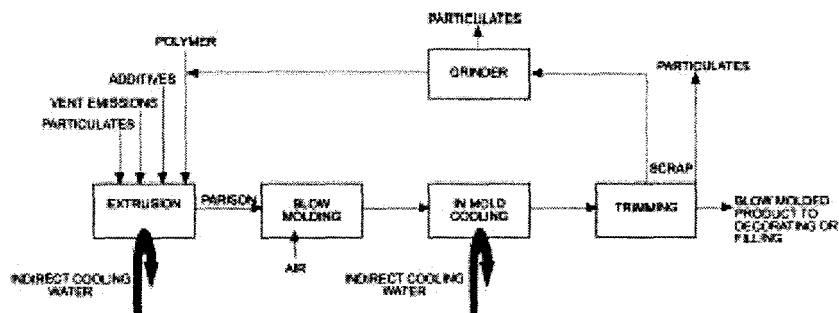 PARTICULATES
POLYMER
GRINDER
PARTICULATES
ADDITIVES
VENT EMISSIONS
PARTICULATES
SCRAP
EXTRUSION
PARISON
BLOW
MOLDING
IN MOLD
COOLING
TRIMMING
BLOW MOLDED
PRODUCT TO
DECORATING OR
FILLING
AIR
INDIRECT COOLING
WATER
INDIRECT COOLING
WATER